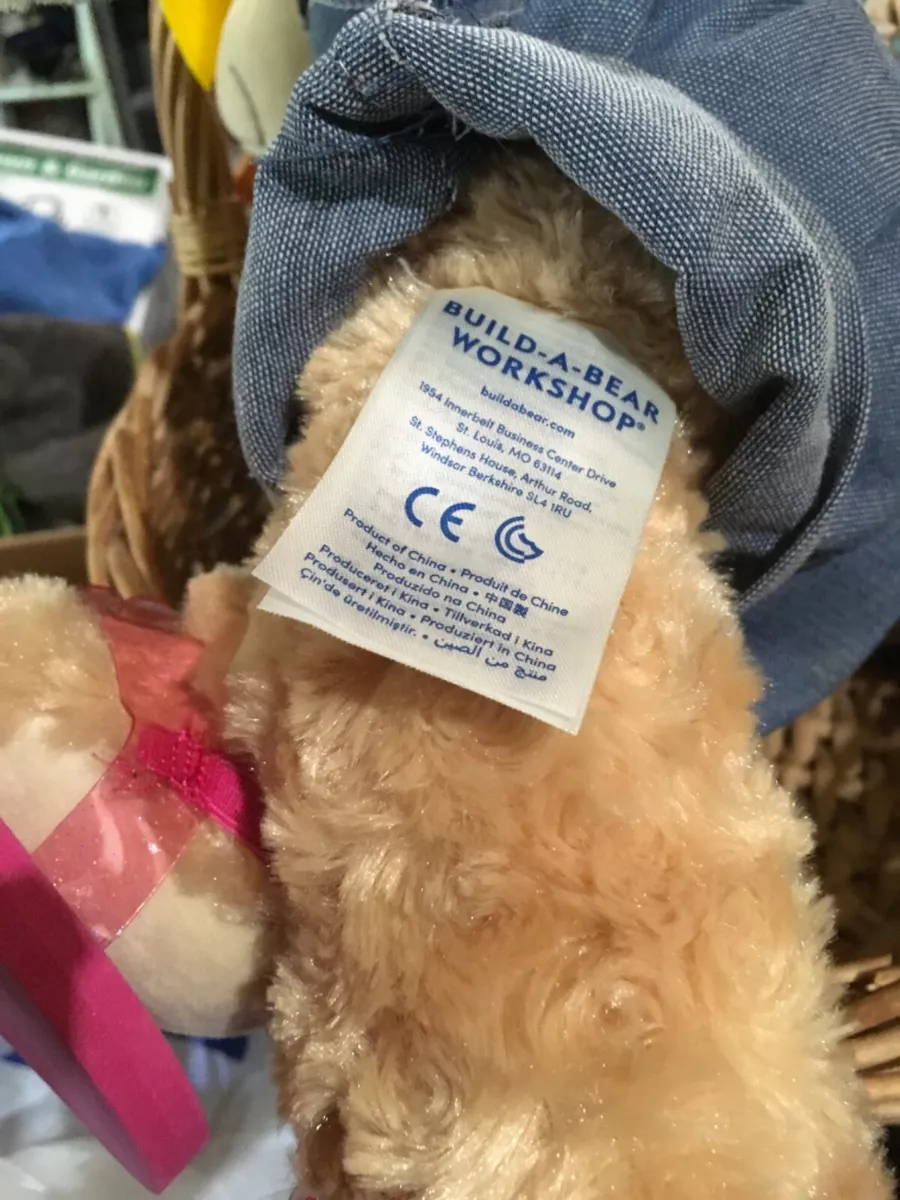 BUILD-A-BEAR
WORKSHOP®
buildabear.com
1954 Innerbelt Business Center Drive
St. Louis, MO 63114
St. Stephens House, Arthur Road,
Windsor Berkshire SL4 1RU
CE
Product of China • Produit de Chine
Hecho en China • 中国製
Produzido na China
Produceret i Kina • Tillverkad i Kina
Produsert i Kina • Produziert in China
Çin'de üretilmiştir. • منتج من الصين